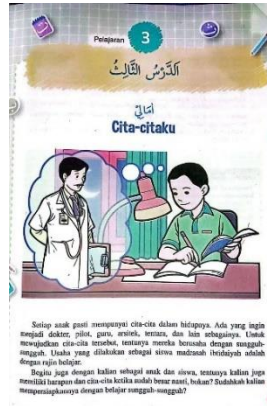 Pelajaran 3
اَلدَّرْسُ الثَّالِثُ
اَمَالِيْ
Cita-citaku
Setiap anak pasti mempunyai cita-cita dalam hidupnya. Ada yang ingin
menjadi dokter, pilot, guru, arsitek, tentara, dan lain sebagainya. Untuk
mewujudkan cita-cita tersebut, tentunya mereka berusaha dengan sungguh-
sungguh. Usaha yang dilakukan sebagai siswa madrasah ibtidaiyah adalah
dengan rajin belajar.
Begitu juga dengan kalian sebagai anak dan siswa, tentunya kalian juga
memiliki harapan dan cita-cita ketika sudah besar nanti, bukan? Sudahkah kalian
mempersiapkannya dengan belajar sungguh-sungguh?